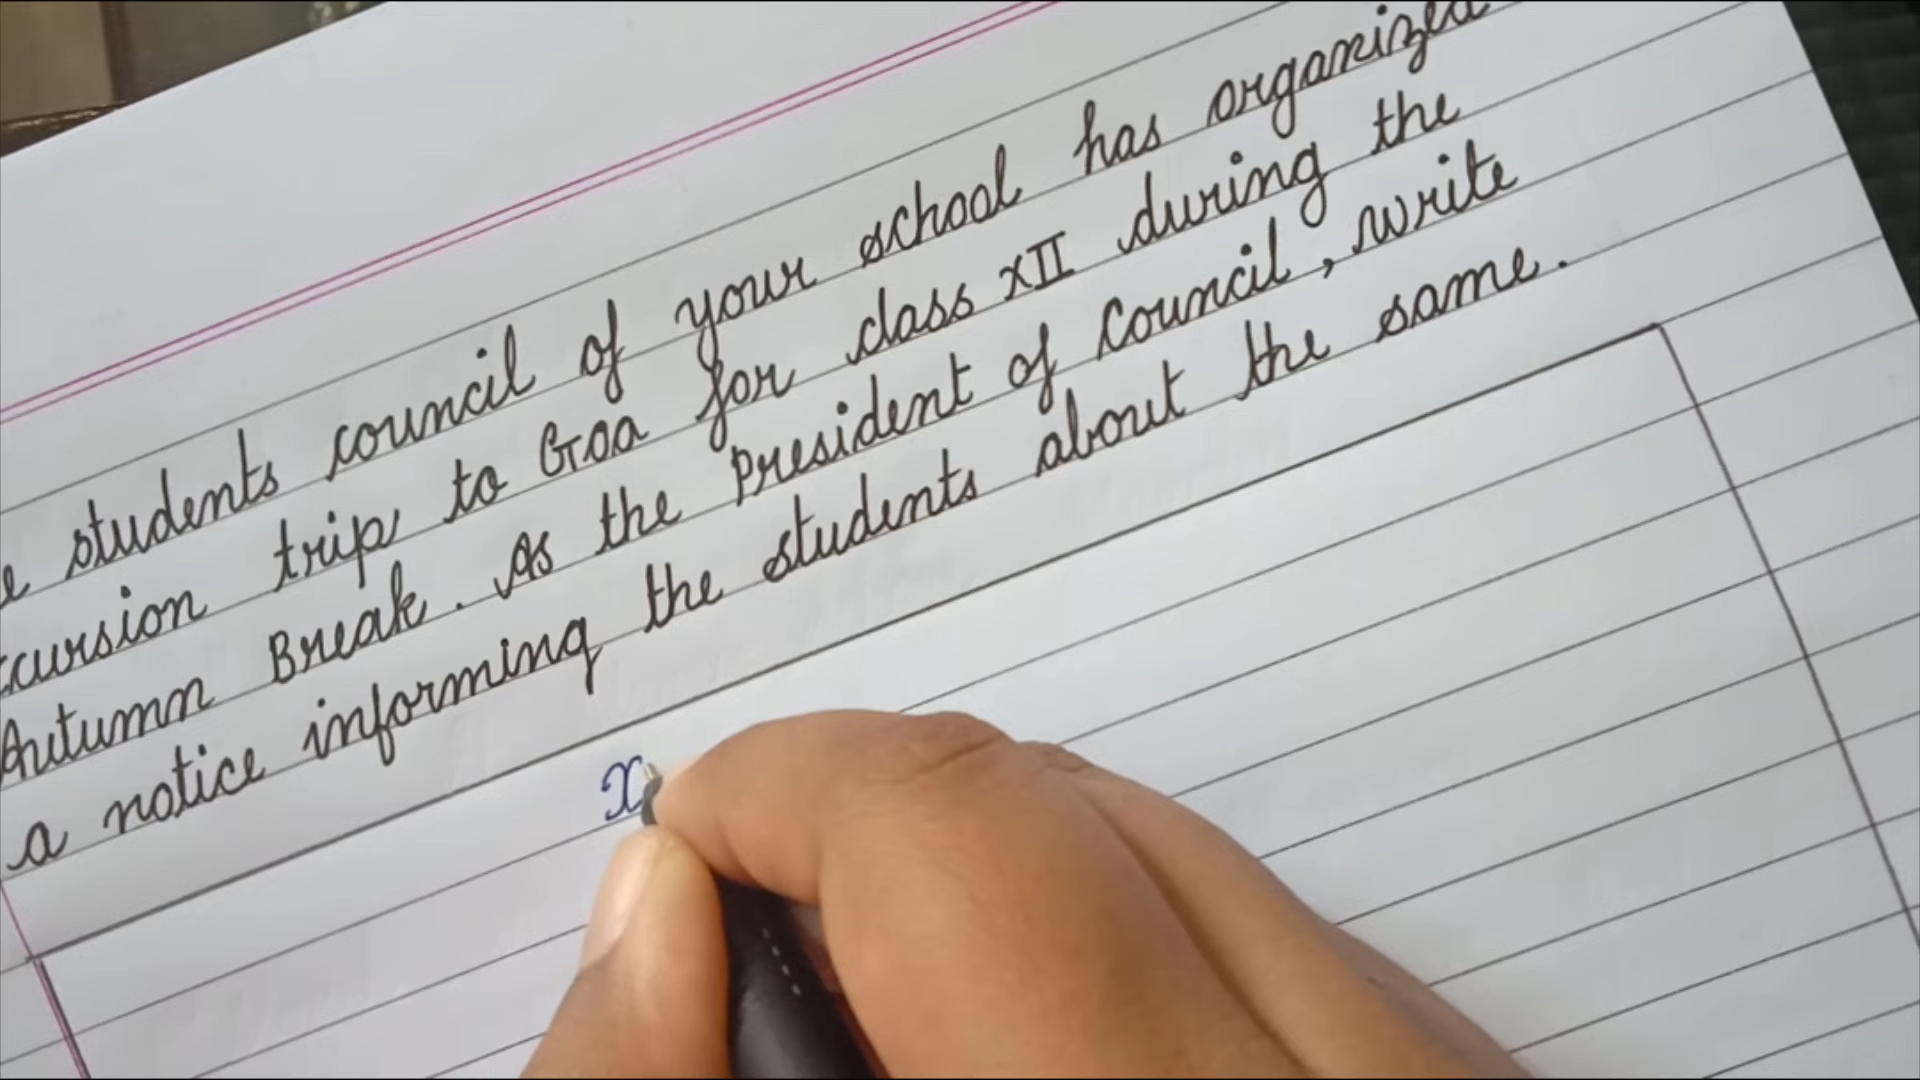 students council of your school has organized
trip to Goa for class XII during the
Autumn Break. As the President of Council, write
a notice informing the students about the same.
x